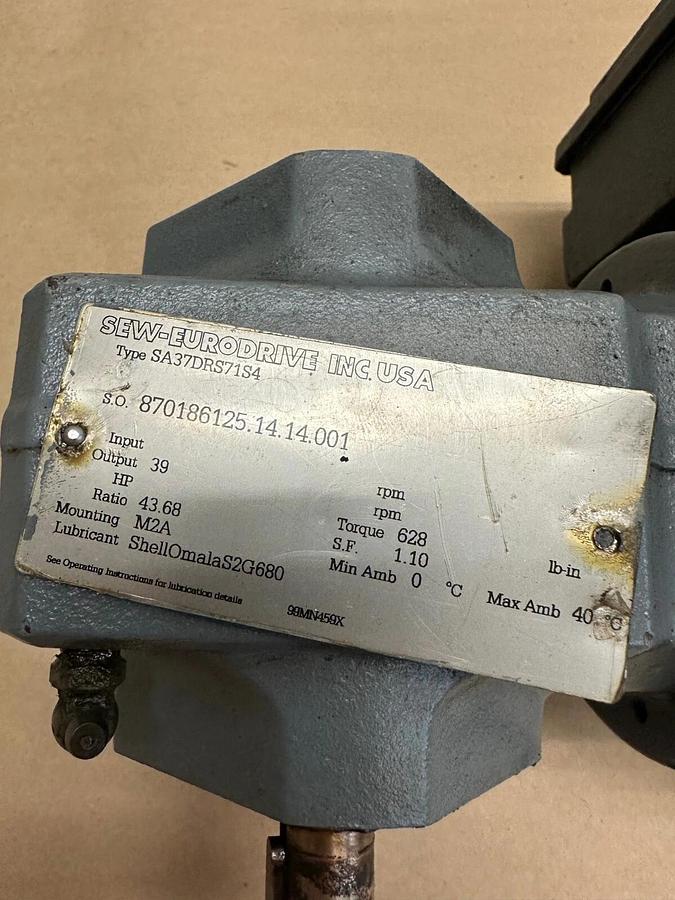 SEW-EURODRIVE INC. USA
Type SA37DRS71S4
S.O. 870186125.14.14.001
Input rpm
Output 39 rpm
HP Torque 628 lb-in
Ratio 43.68 S.F. 1.10
Mounting M2A Min Amb 0 °C Max Amb 40 °C
Lubricant ShellOmalaS2G680
See Operating Instructions for lubrication details
99MN459X